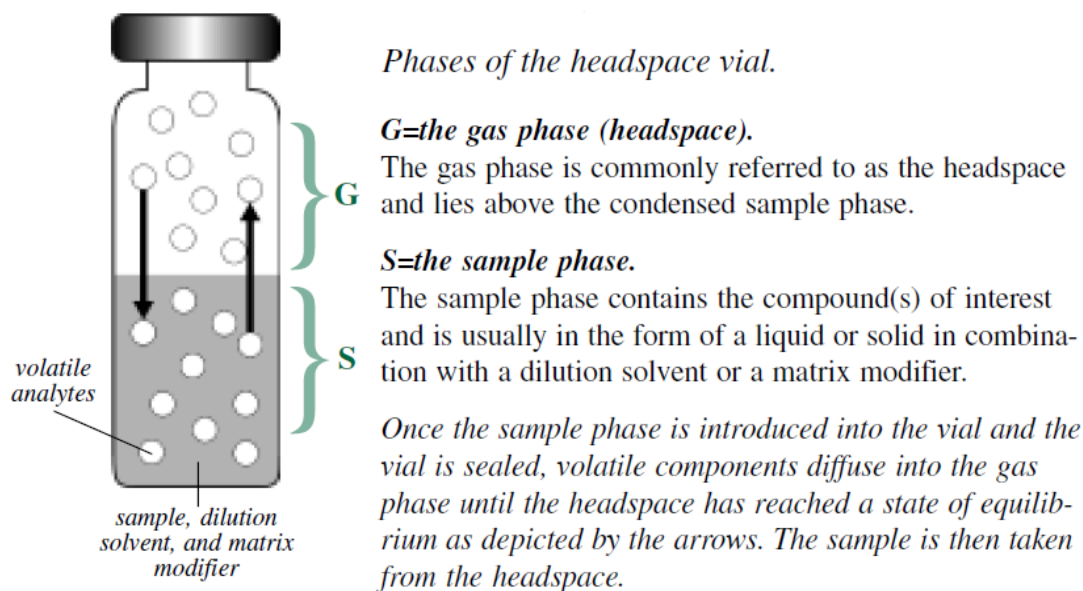 Phases of the headspace vial.
G=the gas phase (headspace).
The gas phase is commonly referred to as the headspace
and lies above the condensed sample phase.
G
S=the sample phase.
The sample phase contains the compound(s) of interest
and is usually in the form of a liquid or solid in combina-
tion with a dilution solvent or a matrix modifier.
S
volatile
analytes
Once the sample phase is introduced into the vial and the
vial is sealed, volatile components diffuse into the gas
phase until the headspace has reached a state of equilib-
rium as depicted by the arrows. The sample is then taken
from the headspace.
sample, dilution
solvent, and matrix
modifier